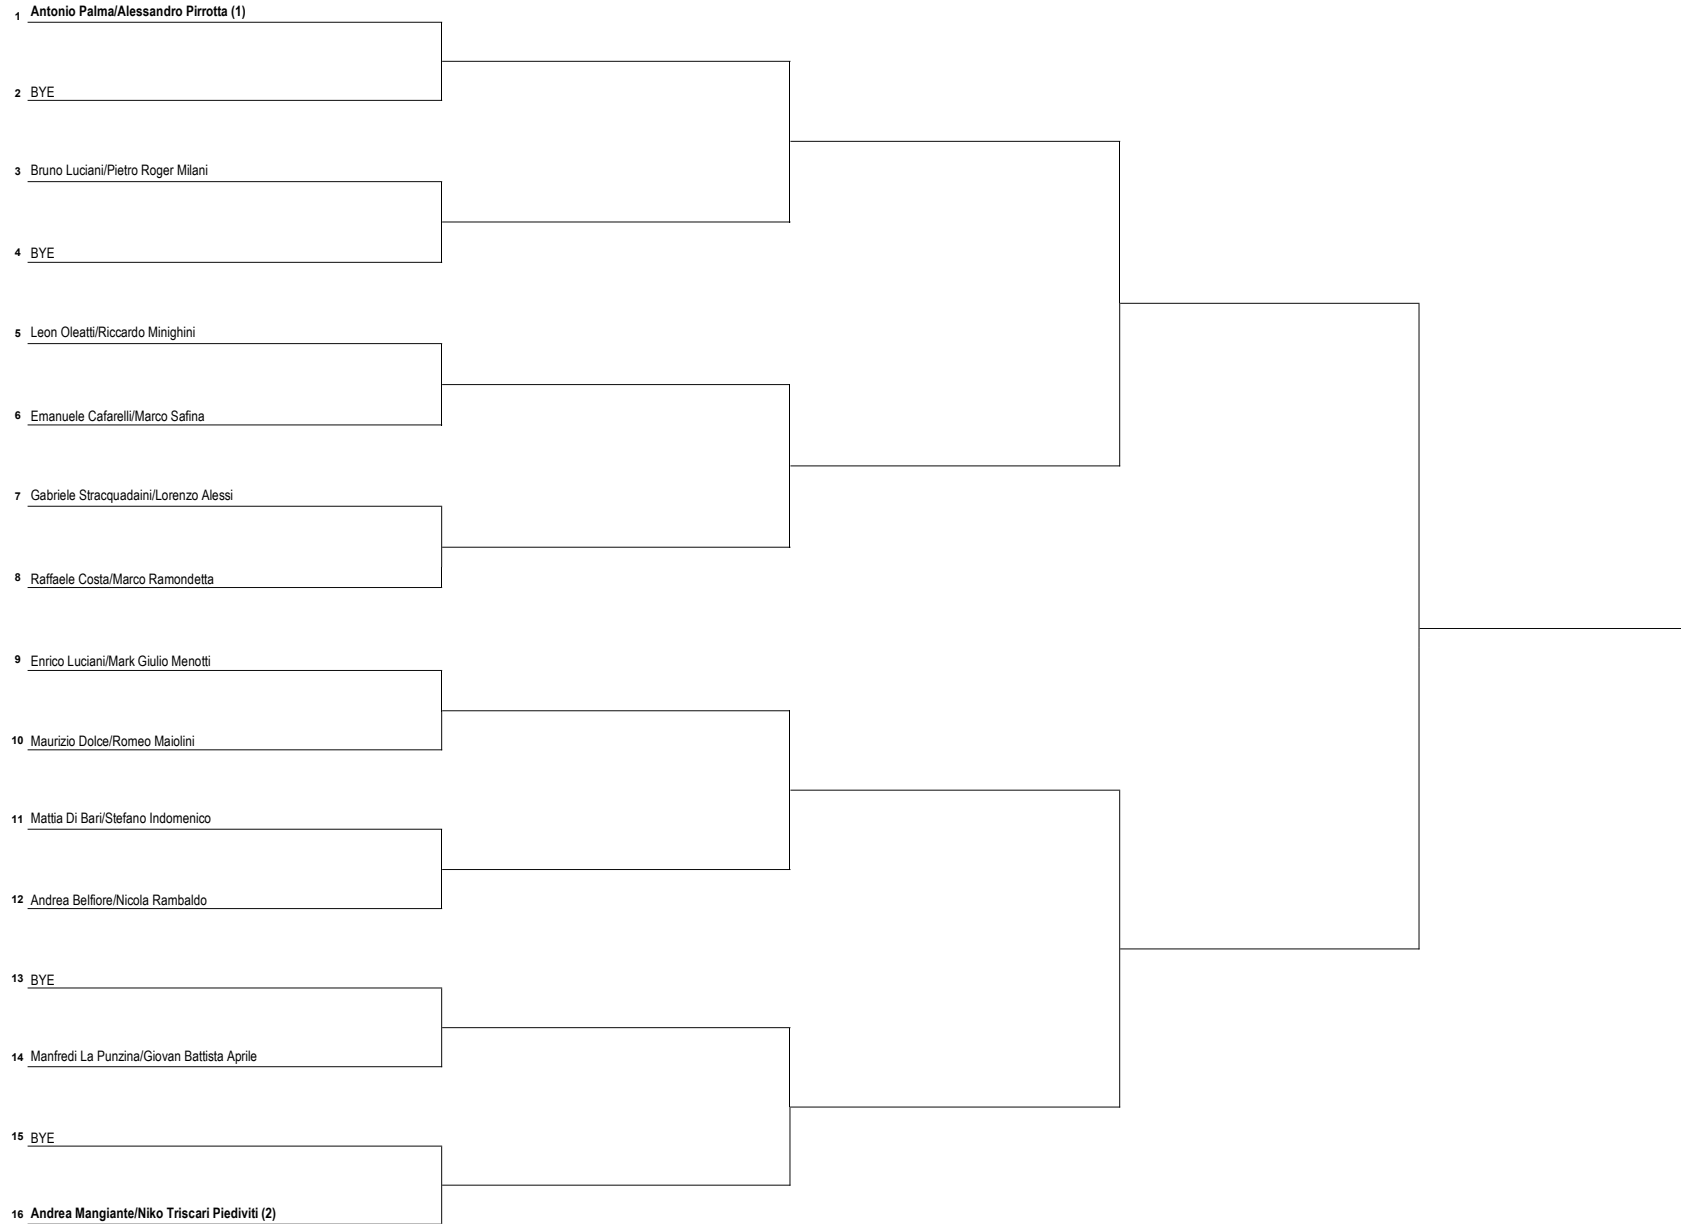 1 Antonio Palma/Alessandro Pirrotta (1)
2 BYE
3 Bruno Luciani/Pietro Roger Milani
4 BYE
5 Leon Oleatti/Riccardo Minighini
6 Emanuele Cafarelli/Marco Safina
7 Gabriele Stracquadaini/Lorenzo Alessi
8 Raffaele Costa/Marco Ramondetta
9 Enrico Luciani/Mark Giulio Menotti
10 Maurizio Dolce/Romeo Maiolini
11 Mattia Di Bari/Stefano Indomenico
12 Andrea Belfiore/Nicola Rambaldo
13 BYE
14 Manfredi La Punzina/Giovan Battista Aprile
15 BYE
16 Andrea Mangiante/Niko Triscari Piediviti (2)